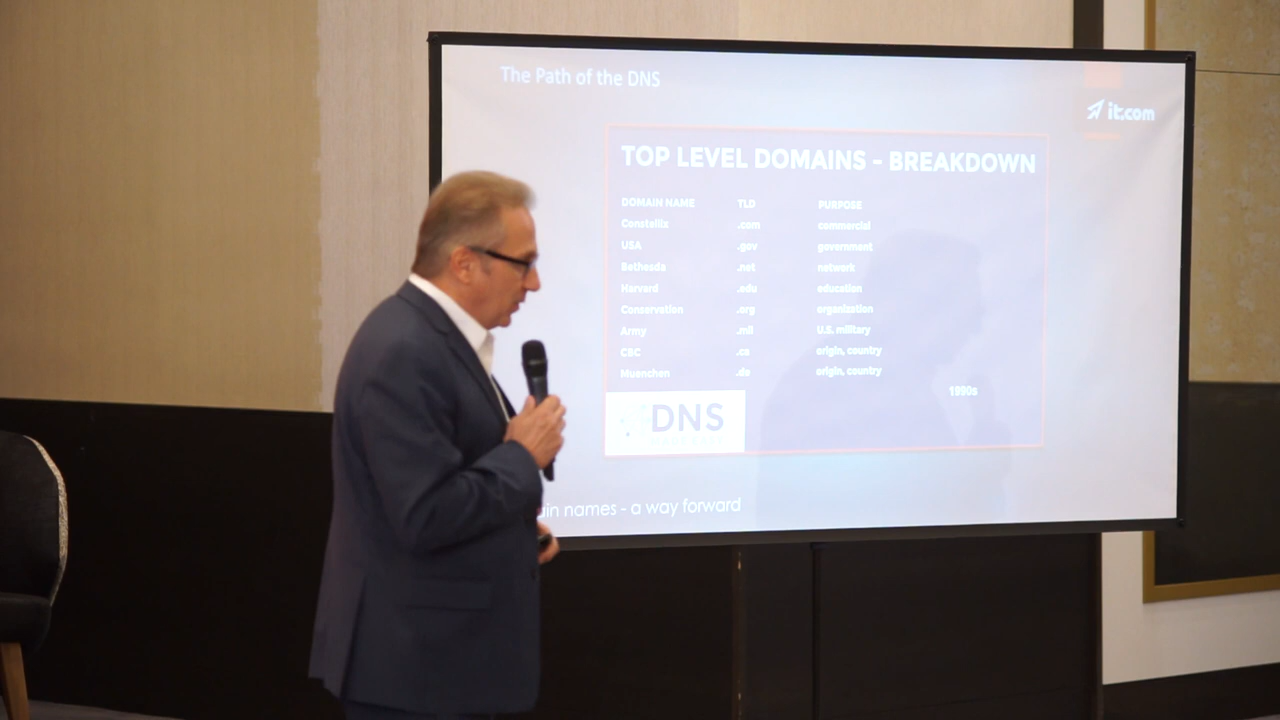 The Path of the DNS
it.com
TOP LEVEL DOMAINS - BREAKDOWN
DOMAIN NAME TLD PURPOSE
Constellix .com commercial
USA .gov government
Bethesda .net network
Harvard .edu education
Conservation .org organization
Army .mil U.S. military
CBC .ca origin, country
Muenchen .de origin, country
1990s
DNS
names - a way forward